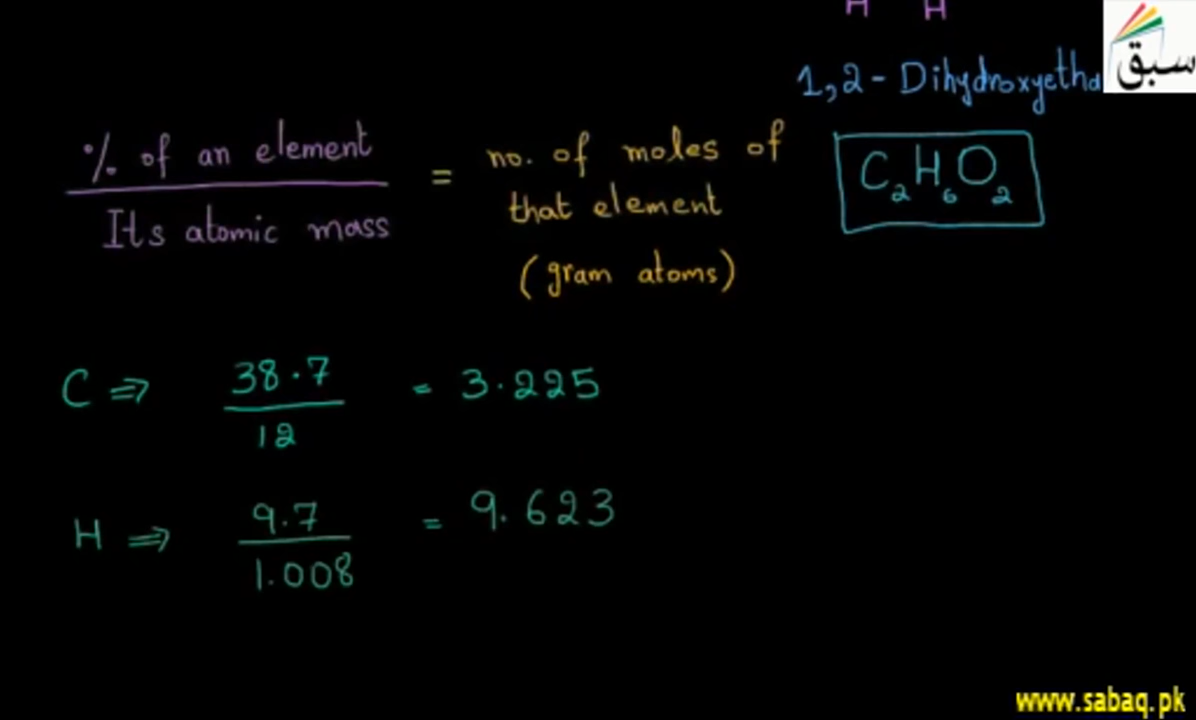 H H
سبق
1,2 - Dihydroxyetha
% of an element / Its atomic mass = no. of moles of that element (gram atoms)
C₂H₆O₂
C ⇒ 38.7 / 12 = 3.225
H ⇒ 9.7 / 1.008 = 9.623
www.sabaq.pk